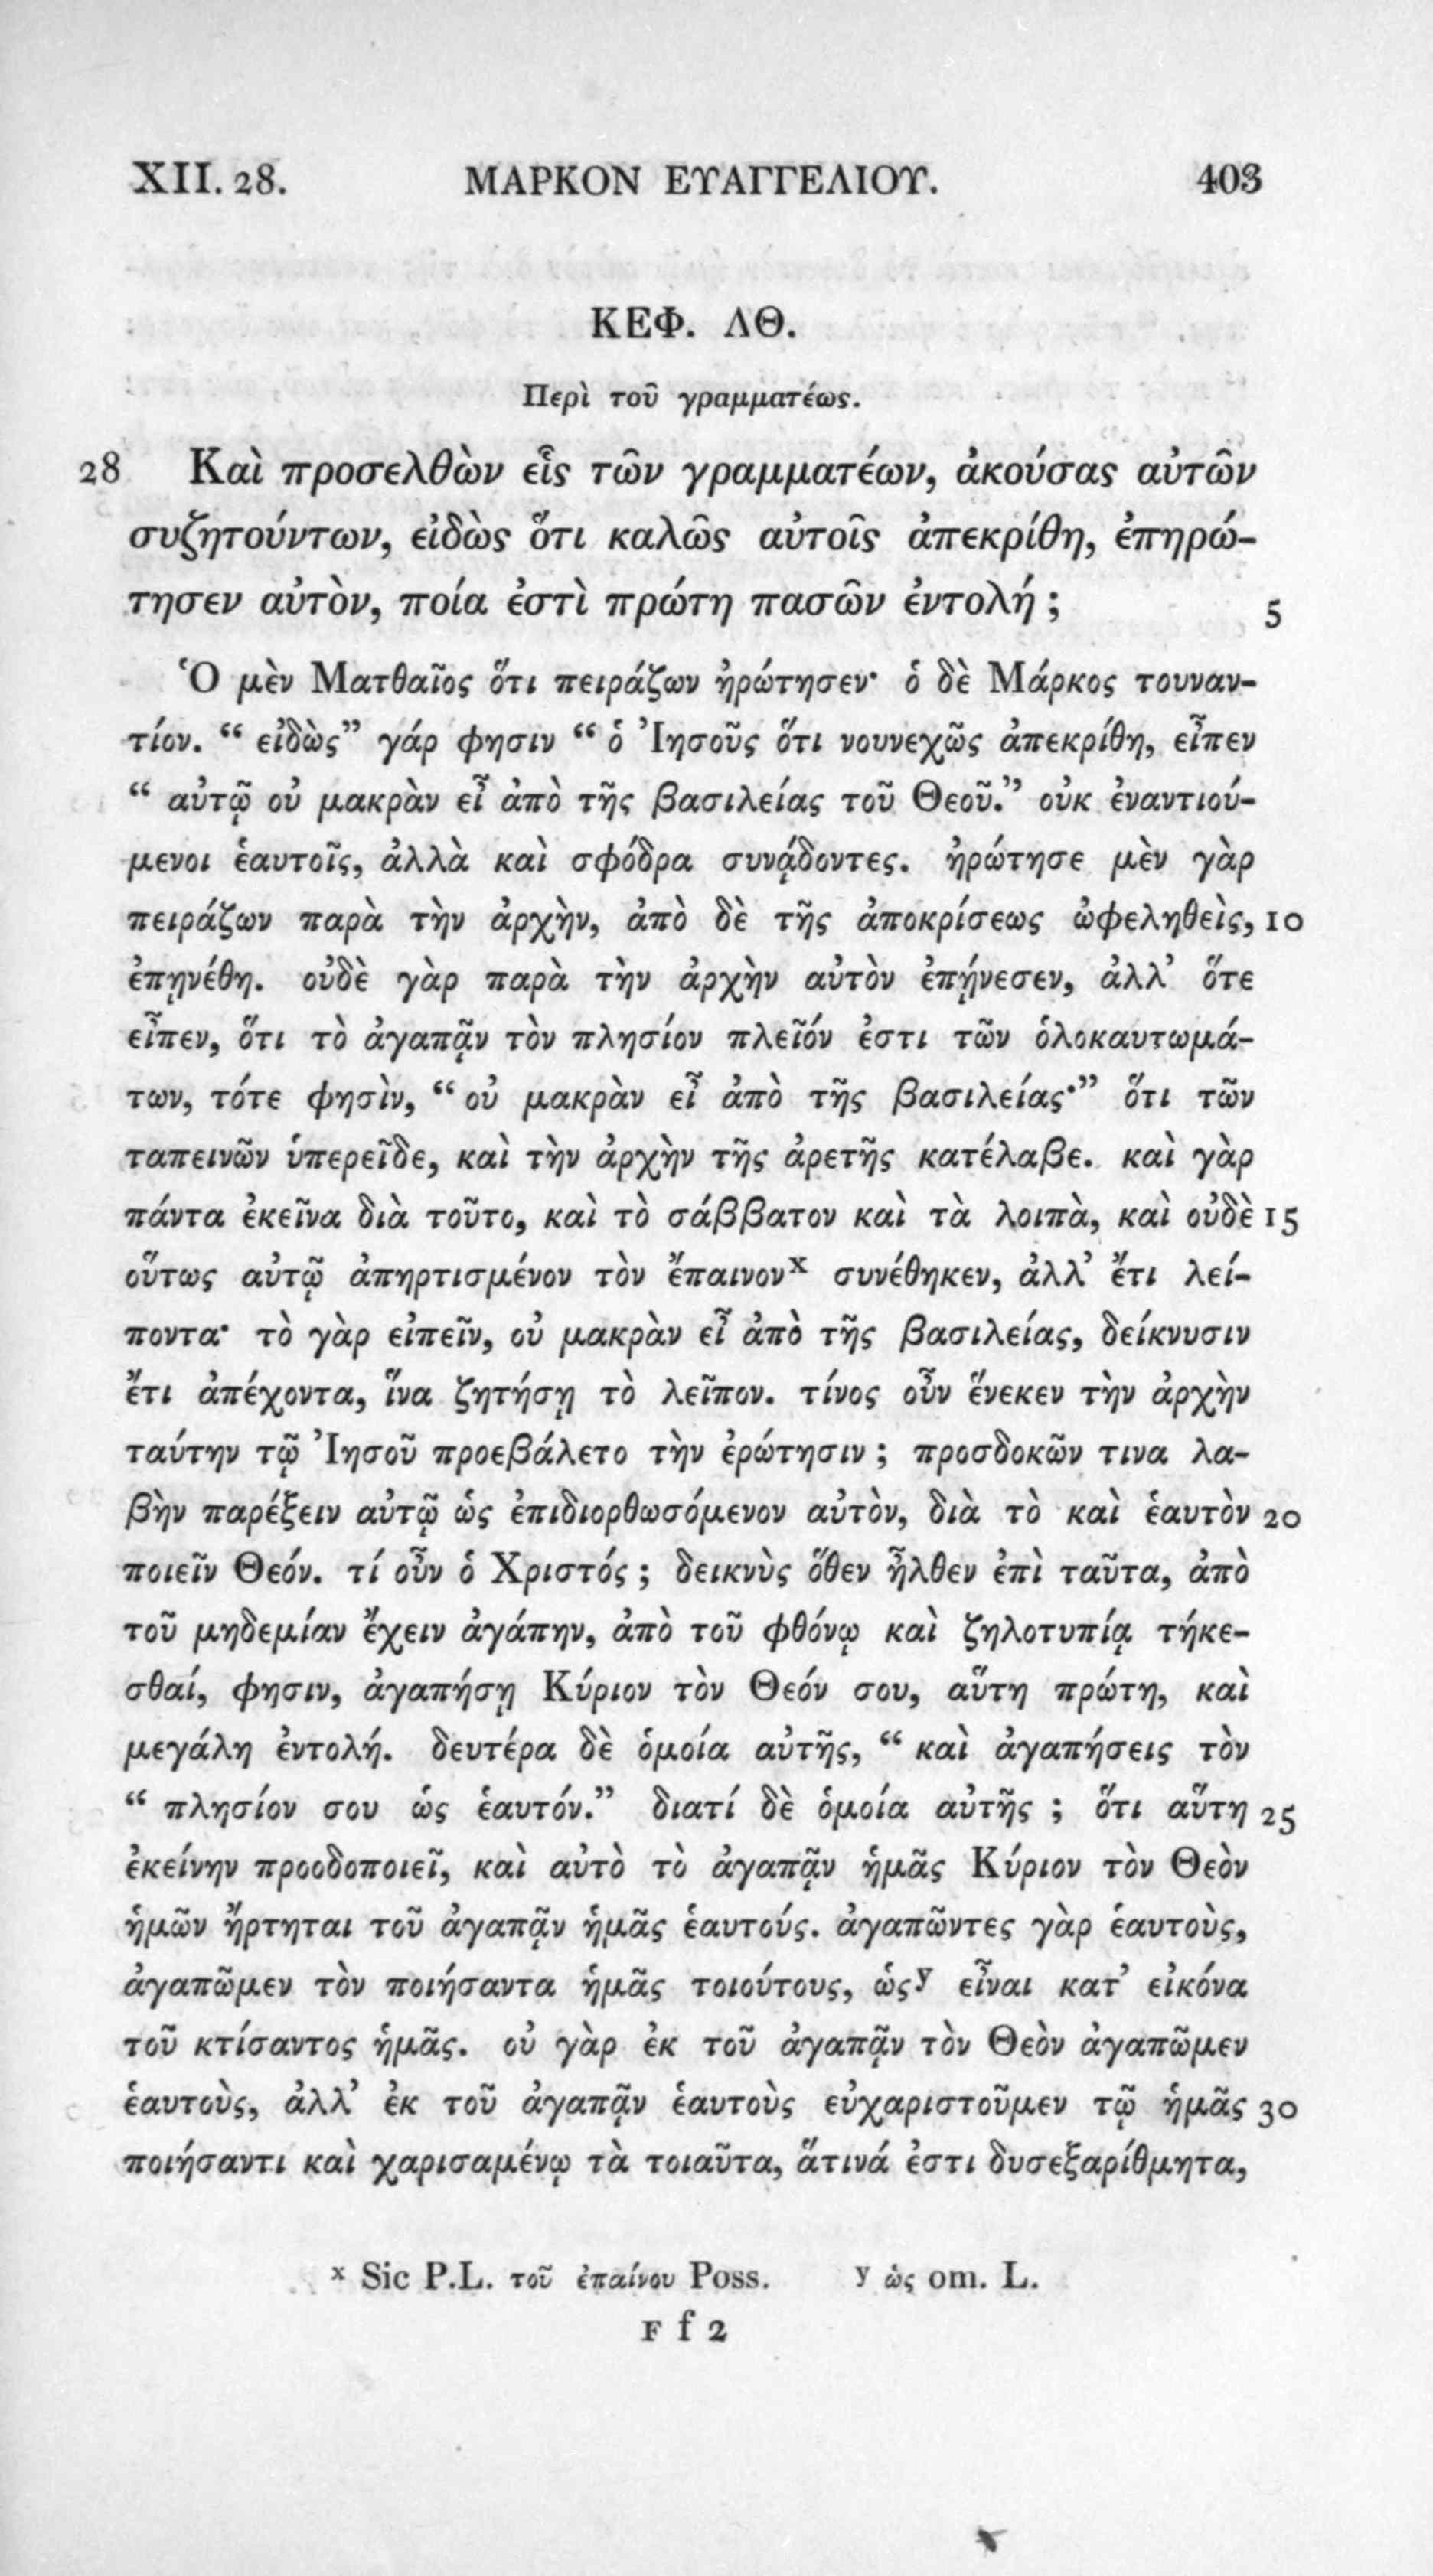 XII. 28. ΜΑΡΚΟΝ ΕΥΑΓΓΕΛΙΟΥ. 403
ΚΕΦ. ΛΘ.
Περὶ τοῦ γραμματέως.
28 Καὶ προσελθὼν εἷς τῶν γραμματέων, ἀκούσας αὐτῶν
συζητούντων, εἰδὼς ὅτι καλῶς αὐτοῖς ἀπεκρίθη, ἐπηρώ-
τησεν αὐτὸν, ποία ἐστὶ πρώτη πασῶν ἐντολή; 5
Ὁ μὲν Ματθαῖος ὅτι πειράζων ἠρώτησεν· ὁ δὲ Μάρκος τουναν-
τίον. “ εἰδὼς” γάρ φησιν “ ὁ Ἰησοῦς ὅτι νουνεχῶς ἀπεκρίθη, εἶπεν
“ αὐτῷ οὐ μακρὰν εἶ ἀπὸ τῆς βασιλείας τοῦ Θεοῦ.” οὐκ ἐναντιού-
μενοι ἑαυτοῖς, ἀλλὰ καὶ σφόδρα συνᾴδοντες. ἠρώτησε μὲν γὰρ
πειράζων παρὰ τὴν ἀρχὴν, ἀπὸ δὲ τῆς ἀποκρίσεως ὠφεληθεὶς, 10
ἐπῃνέθη. οὐδὲ γὰρ παρὰ τὴν ἀρχὴν αὐτὸν ἐπῄνεσεν, ἀλλ’ ὅτε
εἶπεν, ὅτι τὸ ἀγαπᾷν τὸν πλησίον πλεῖόν ἐστι τῶν ὁλοκαυτωμά-
των, τότε φησὶν, “ οὐ μακρὰν εἶ ἀπὸ τῆς βασιλείας·” ὅτι τῶν
ταπεινῶν ὑπερεῖδε, καὶ τὴν ἀρχὴν τῆς ἀρετῆς κατέλαβε. καὶ γὰρ
πάντα ἐκεῖνα διὰ τοῦτο, καὶ τὸ σάββατον καὶ τὰ λοιπὰ, καὶ οὐδὲ 15
οὕτως αὐτῷ ἀπηρτισμένον τὸν ἔπαινονˣ συνέθηκεν, ἀλλ’ ἔτι λεί-
ποντα· τὸ γὰρ εἰπεῖν, οὐ μακρὰν εἶ ἀπὸ τῆς βασιλείας, δείκνυσιν
ἔτι ἀπέχοντα, ἵνα ζητήσῃ τὸ λεῖπον. τίνος οὖν ἕνεκεν τὴν ἀρχὴν
ταύτην τῷ Ἰησοῦ προεβάλετο τὴν ἐρώτησιν; προσδοκῶν τινα λα-
βὴν παρέξειν αὐτῷ ὡς ἐπιδιορθωσόμενον αὐτὸν, διὰ τὸ καὶ ἑαυτὸν 20
ποιεῖν Θεόν. τί οὖν ὁ Χριστός; δεικνὺς ὅθεν ἦλθεν ἐπὶ ταῦτα, ἀπὸ
τοῦ μηδεμίαν ἔχειν ἀγάπην, ἀπὸ τοῦ φθόνῳ καὶ ζηλοτυπίᾳ τήκε-
σθαί, φησιν, ἀγαπήσῃ Κύριον τὸν Θεόν σου, αὕτη πρώτη, καὶ
μεγάλη ἐντολή. δευτέρα δὲ ὁμοία αὐτῆς, “ καὶ ἀγαπήσεις τὸν
“ πλησίον σου ὡς ἑαυτόν.” διατί δὲ ὁμοία αὐτῆς; ὅτι αὕτη 25
ἐκείνην προοδοποιεῖ, καὶ αὐτὸ τὸ ἀγαπᾷν ἡμᾶς Κύριον τὸν Θεὸν
ἡμῶν ἤρτηται τοῦ ἀγαπᾷν ἡμᾶς ἑαυτούς. ἀγαπῶντες γὰρ ἑαυτοὺς,
ἀγαπῶμεν τὸν ποιήσαντα ἡμᾶς τοιούτους, ὡςʸ εἶναι κατ’ εἰκόνα
τοῦ κτίσαντος ἡμᾶς. οὐ γὰρ ἐκ τοῦ ἀγαπᾷν τὸν Θεὸν ἀγαπῶμεν
ἑαυτοὺς, ἀλλ’ ἐκ τοῦ ἀγαπᾷν ἑαυτοὺς εὐχαριστοῦμεν τῷ ἡμᾶς 30
ποιήσαντι καὶ χαρισαμένῳ τὰ τοιαῦτα, ἅτινά ἐστι δυσεξαρίθμητα,
ˣ Sic P.L. τοῦ ἐπαίνου Poss. ʸ ὡς om. L.
F f 2